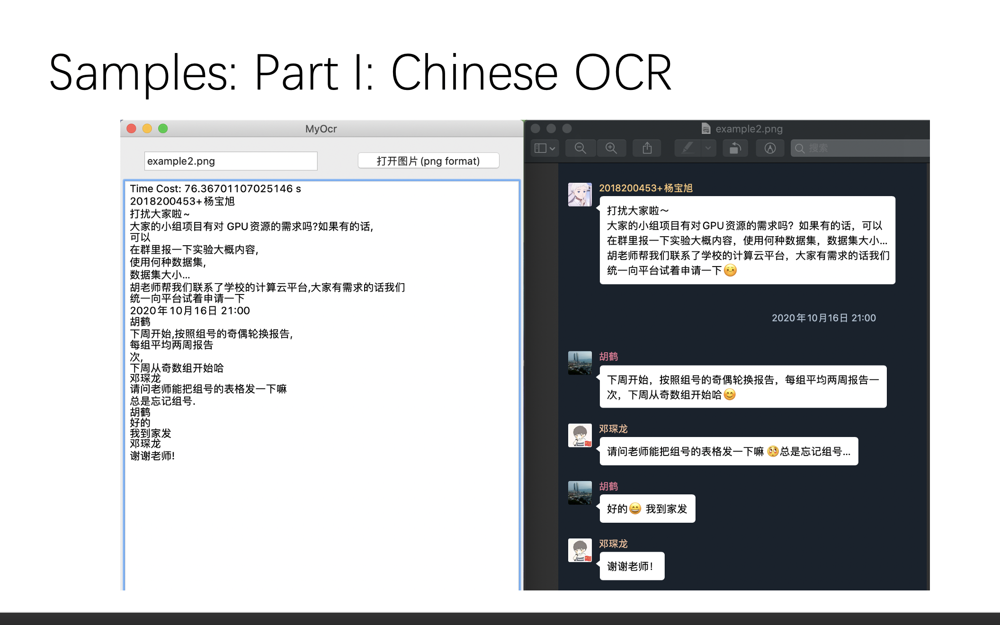 Samples: Part I: Chinese OCR
MyOcr
example2.png
打开图片(png format)
Time Cost: 76.36701107025146 s
2018200453+杨宝旭
打扰大家啦~
大家的小组项目有对 GPU资源的需求吗?如果有的话,
可以
在群里报一下实验大概内容,
使用何种数据集,
数据集大小...
胡老师帮我们联系了学校的计算云平台,大家有需求的话我们
统一向平台试着申请一下
2020年10月16日 21:00
胡鹤
下周开始,按照组号的奇偶轮换报告,
每组平均两周报告
次,
下周从奇数组开始哈
邓琛龙
请问老师能把组号的表格发一下嘛
总是忘记组号.
胡鹤
好的
我到家发
邓琛龙
谢谢老师!
example2.png
搜索
2018200453+杨宝旭
打扰大家啦～
大家的小组项目有对GPU资源的需求吗？如果有的话，可以
在群里报一下实验大概内容，使用何种数据集，数据集大小...
胡老师帮我们联系了学校的计算云平台，大家有需求的话我们
统一向平台试着申请一下😳
2020年10月16日 21:00
胡鹤
下周开始，按照组号的奇偶轮换报告，每组平均两周报告一
次，下周从奇数组开始哈😊
邓琛龙
请问老师能把组号的表格发一下嘛 🥺总是忘记组号...
胡鹤
好的😄 我到家发
邓琛龙
谢谢老师！